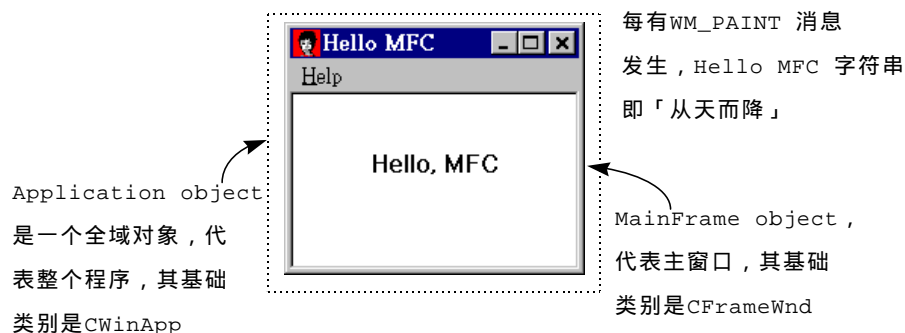 每有WM_PAINT 消息
发生，Hello MFC 字符串
即「从天而降」
Hello MFC
Help
Hello, MFC
Application object
是一个全域对象，代
表整个程序，其基础
类别是CWinApp
MainFrame object，
代表主窗口，其基础
类别是CFrameWnd